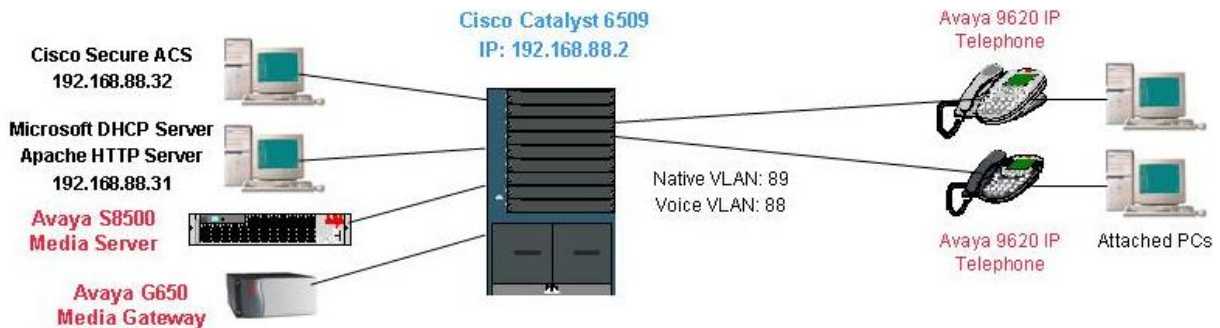 Cisco Secure ACS
192.168.88.32
Microsoft DHCP Server
Apache HTTP Server
192.168.88.31
Avaya S8500
Media Server
Avaya G650
Media Gateway
Cisco Catalyst 6509
IP: 192.168.88.2
Native VLAN: 89
Voice VLAN: 88
Avaya 9620 IP
Telephone
Avaya 9620 IP
Telephone
Attached PCs